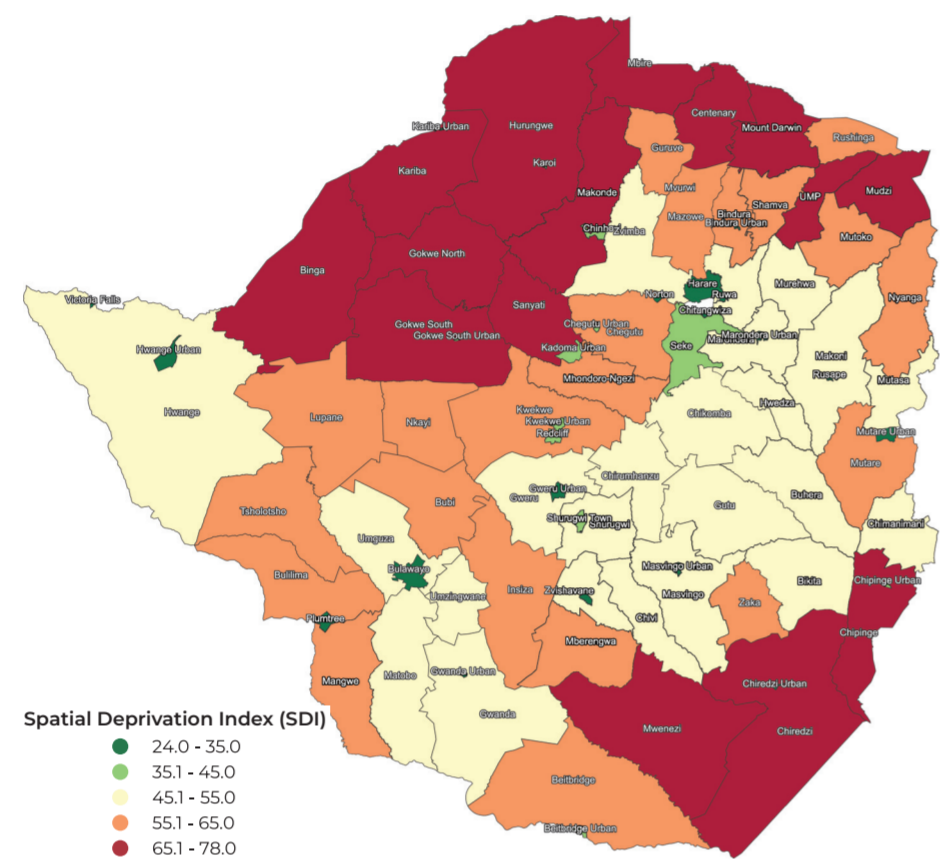 Mbire
Centenary
Kariba Urban
Hurungwe
Mount Darwin
Rushinga
Guruve
Karoi
Kariba
Mvurwi
Makonde
UMP
Mudzi
Shamva
Mazowe
Bindura
Bindura Urban
Chinhoyi
Zvimba
Mutoko
Gokwe North
Binga
Harare
Murehwa
Norton
Ruwa
Nyanga
Victoria Falls
Sanyati
Chitungwiza
Gokwe South
Gokwe South Urban
Chegutu Urban
Chegutu
Marondera Urban
Marondera
Seke
Kadoma Urban
Hwange Urban
Makoni
Rusape
Mutasa
Mhondoro Ngezi
Hwedza
Hwange
Lupane
Nkayi
Kwekwe
Kwekwe Urban
Redcliff
Chikomba
Mutare Urban
Mutare
Chirumhanzu
Gweru Urban
Gweru
Buhera
Tsholotsho
Bubi
Gutu
Shurugwi Town
Shurugwi
Chimanimani
Umguza
Bulilima
Bulawayo
Masvingo Urban
Bikita
Chipinge Urban
Insiza
Zvishavane
Umzingwane
Masvingo
Zaka
Plumtree
Chivi
Chipinge
Mberengwa
Mangwe
Matobo
Gwanda Urban
Chiredzi Urban
Gwanda
Mwenezi
Chiredzi
Beitbridge
Beitbridge Urban
Spatial Deprivation Index (SDI)
24.0 - 35.0
35.1 - 45.0
45.1 - 55.0
55.1 - 65.0
65.1 - 78.0